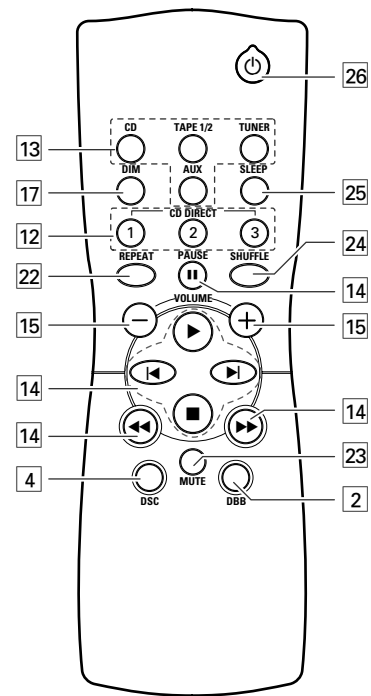 26
CD TAPE 1/2 TUNER
13
DIM AUX SLEEP
17 25
CD DIRECT
12 1 2 3
24
REPEAT PAUSE SHUFFLE
22 14
VOLUME
15 15
14
14 14
23
4 MUTE 2
DSC DBB